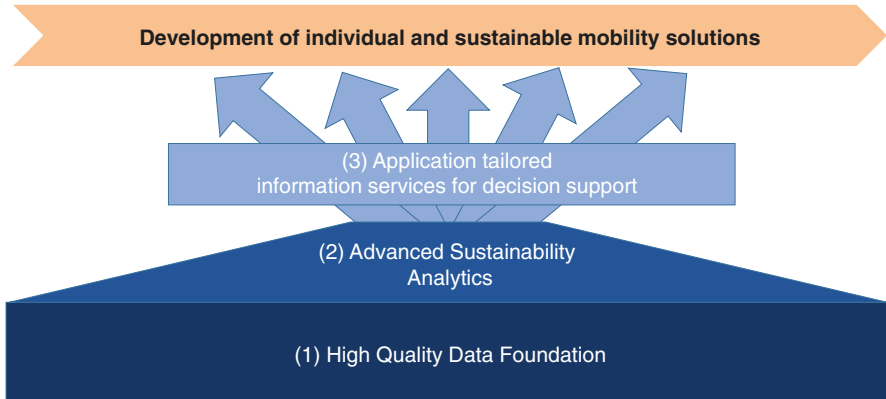 Development of individual and sustainable mobility solutions
(3) Application tailored
information services for decision support
(2) Advanced Sustainability
Analytics
(1) High Quality Data Foundation